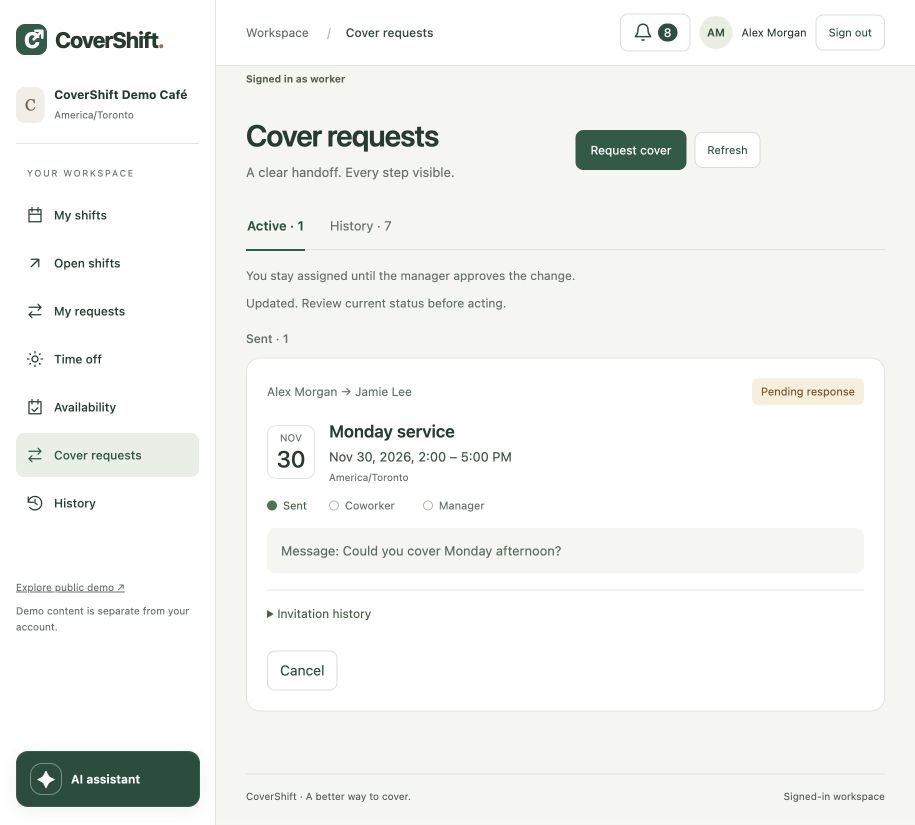 CoverShift.
C
CoverShift Demo Café
America/Toronto
YOUR WORKSPACE
My shifts
Open shifts
My requests
Time off
Availability
Cover requests
History
Explore public demo ↗
Demo content is separate from your
account.
AI assistant
Workspace / Cover requests
8
AM
Alex Morgan
Sign out
Signed in as worker
Cover requests
A clear handoff. Every step visible.
Request cover
Refresh
Active · 1
History · 7
You stay assigned until the manager approves the change.
Updated. Review current status before acting.
Sent · 1
Alex Morgan → Jamie Lee
Pending response
NOV
30
Monday service
Nov 30, 2026, 2:00 – 5:00 PM
America/Toronto
Sent
Coworker
Manager
Message: Could you cover Monday afternoon?
Invitation history
Cancel
CoverShift · A better way to cover.
Signed-in workspace